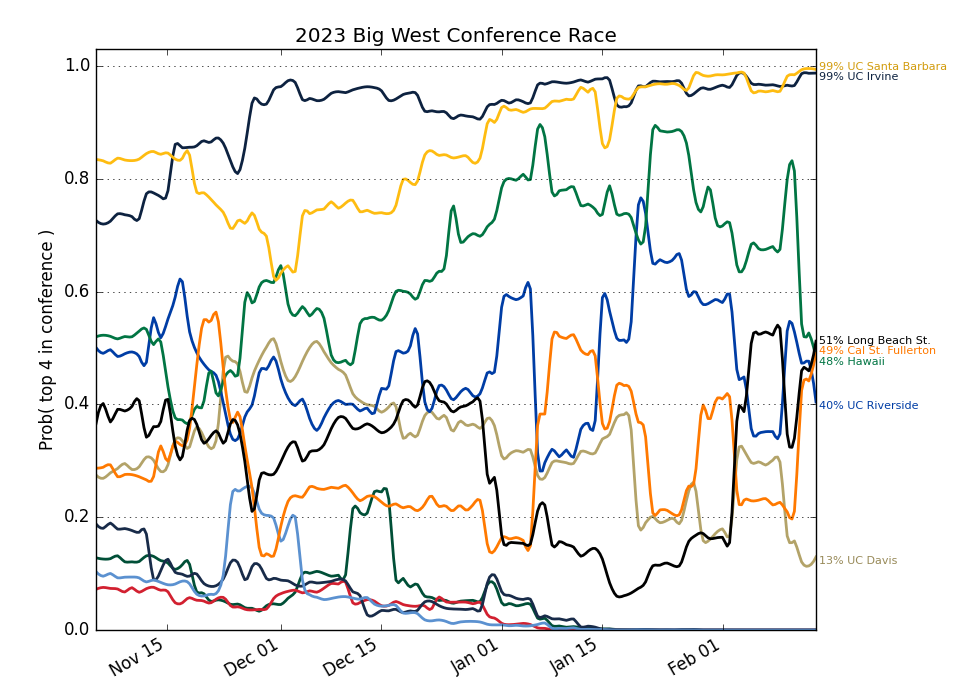 2023 Big West Conference Race
Prob( top 4 in conference )
1.0
0.8
0.6
0.4
0.2
0.0
Nov 15
Dec 01
Dec 15
Jan 01
Jan 15
Feb 01
99% UC Santa Barbara
99% UC Irvine
51% Long Beach St.
49% Cal St. Fullerton
48% Hawaii
40% UC Riverside
13% UC Davis